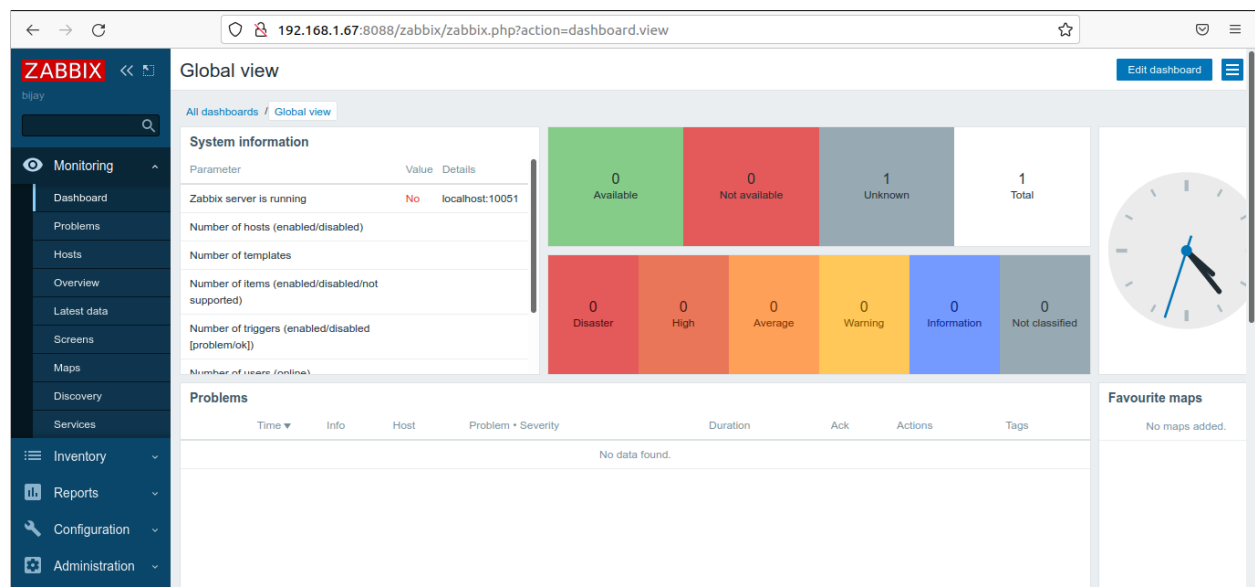 192.168.1.67:8088/zabbix/zabbix.php?action=dashboard.view
ZABBIX
bijay
Monitoring
Dashboard
Problems
Hosts
Overview
Latest data
Screens
Maps
Discovery
Services
Inventory
Reports
Configuration
Administration
Global view
Edit dashboard
All dashboards / Global view
System information
Parameter Value Details
Zabbix server is running No localhost:10051
Number of hosts (enabled/disabled)
Number of templates
Number of items (enabled/disabled/not
supported)
Number of triggers (enabled/disabled
[problem/ok])
Number of users (online)
0 0 1 1
Available Not available Unknown Total
0 0 0 0 0 0
Disaster High Average Warning Information Not classified
Problems
Time ▼ Info Host Problem • Severity Duration Ack Actions Tags
No data found.
Favourite maps
No maps added.